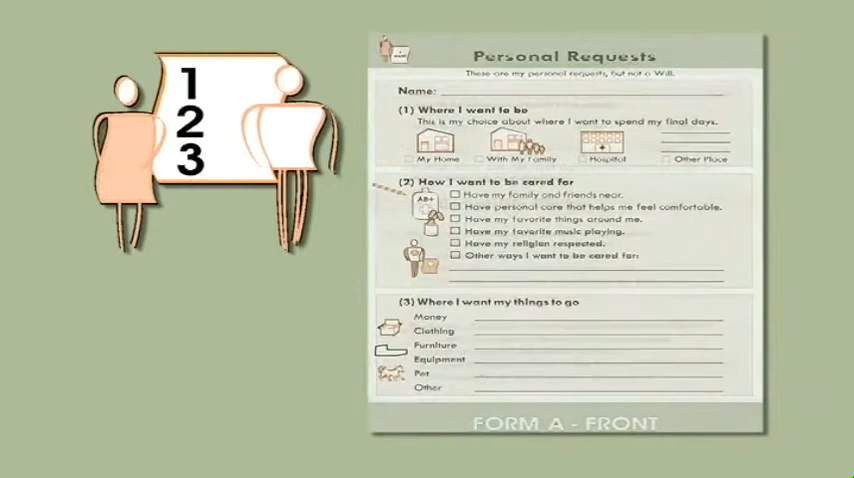 1
2
3
Personal Requests
These are my personal requests, but not a Will.
Name:
(1) Where I want to be
This is my choice about where I want to spend my final days.
My Home
With My Family
Hospital
Other Place
(2) How I want to be cared for
Have my family and friends near.
Have personal care that helps me feel comfortable.
Have my favorite things around me.
Have my favorite music playing.
Have my religion respected.
Other ways I want to be cared for:
AB+
(3) Where I want my things to go
Money
Clothing
Furniture
Equipment
Pet
Other
FORM A - FRONT